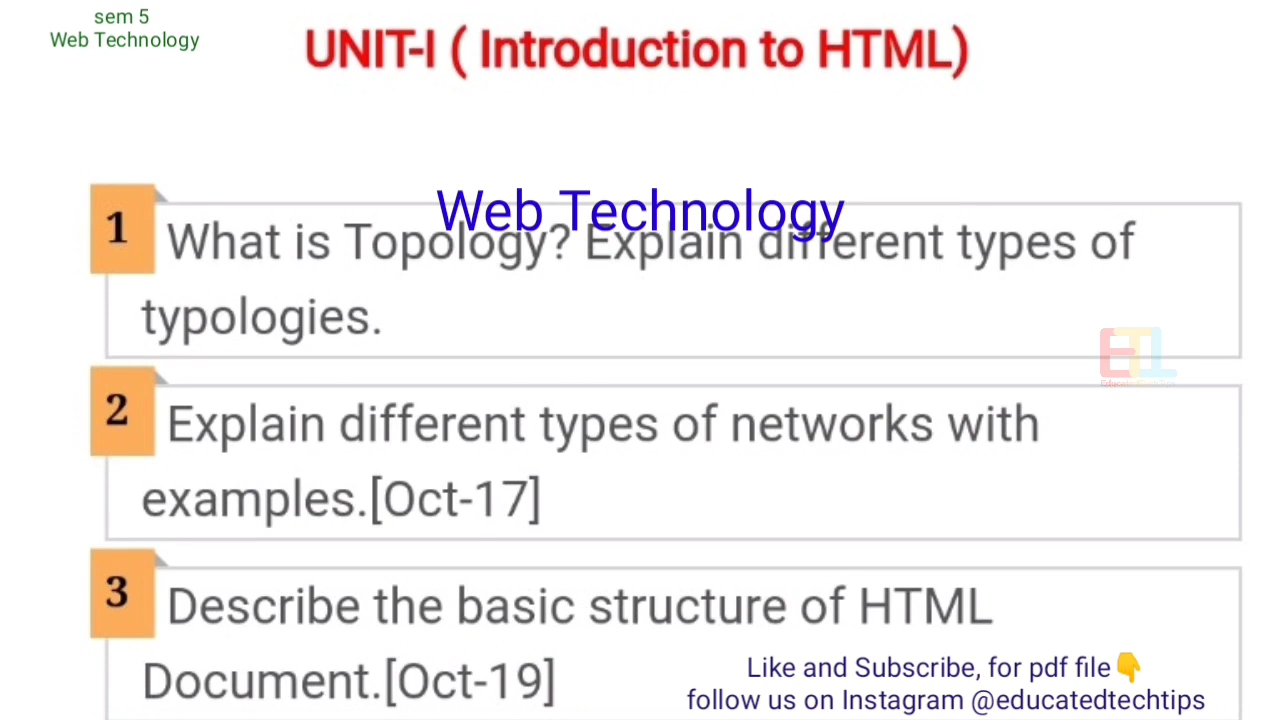 sem 5
Web Technology
UNIT-I ( Introduction to HTML)
Web Technology
1
What is Topology? Explain different types of
typologies.
2
Explain different types of networks with
examples.[Oct-17]
3
Describe the basic structure of HTML
Document.[Oct-19]
Like and Subscribe, for pdf file👇
follow us on Instagram @educatedtechtips
ETL